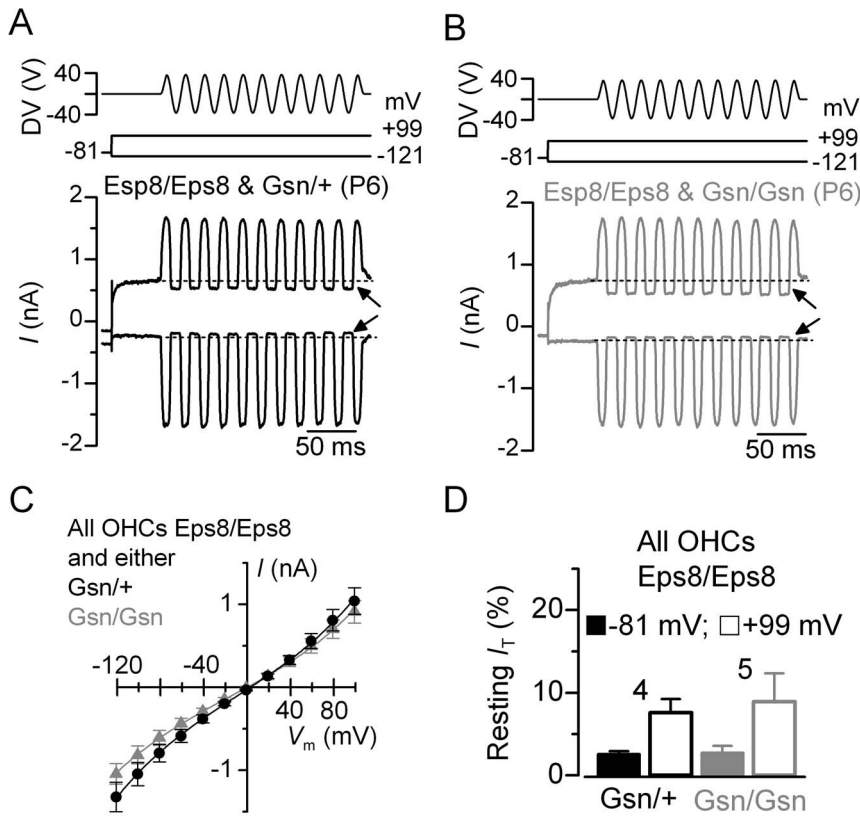 A
DV (V)
40
-40
mV
+99
-81
-121
Esp8/Eps8 & Gsn/+ (P6)
2
1
0
-1
-2
I (nA)
50 ms
B
DV (V)
40
-40
mV
+99
-81
-121
Esp8/Eps8 & Gsn/Gsn (P6)
2
1
0
-1
-2
I (nA)
50 ms
C
All OHCs Eps8/Eps8
and either
Gsn/+
Gsn/Gsn
I (nA)
1
-120
-40
40
80
Vm (mV)
-1
D
All OHCs
Eps8/Eps8
-81 mV; +99 mV
Resting IT (%)
20
10
0
4
5
Gsn/+
Gsn/Gsn